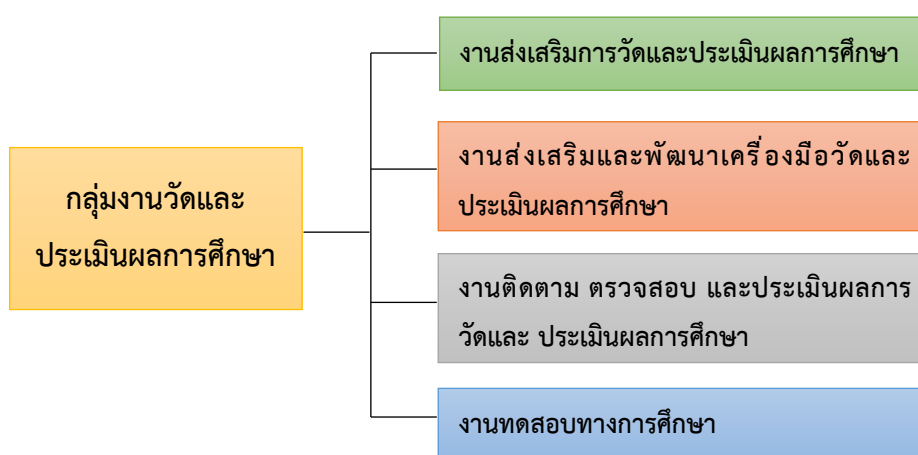 งานส่งเสริมการวัดและประเมินผลการศึกษา
งานส่งเสริมและพัฒนาเครื่องมือวัดและ
ประเมินผลการศึกษา
กลุ่มงานวัดและ
ประเมินผลการศึกษา
งานติดตาม ตรวจสอบ และประเมินผลการ
วัดและ ประเมินผลการศึกษา
งานทดสอบทางการศึกษา